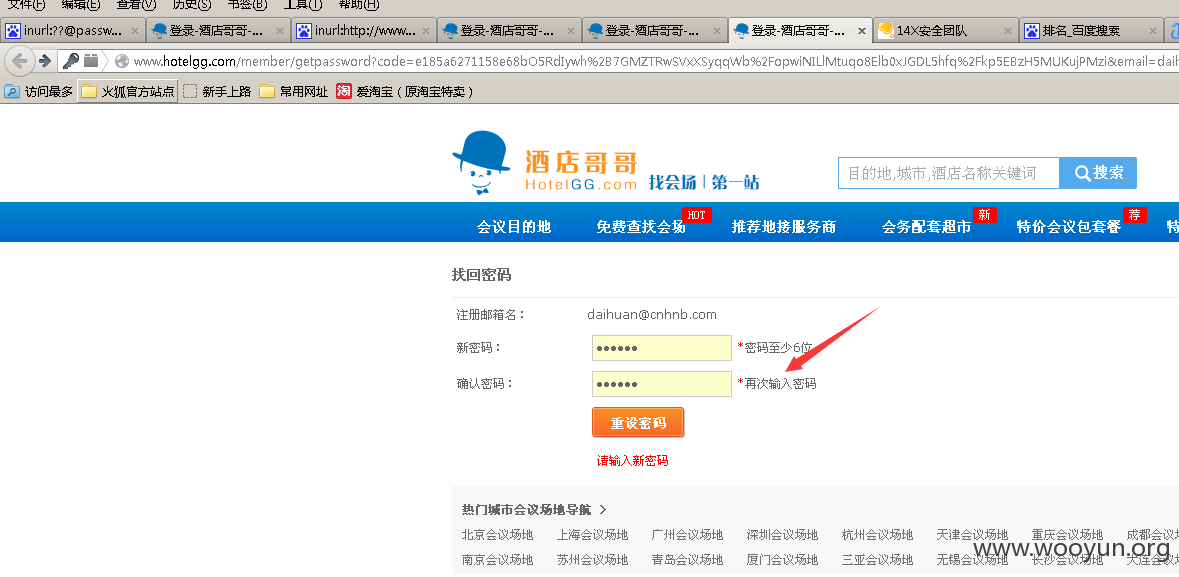 文件(F) 编辑(E) 查看(V) 历史(S) 书签(B) 工具(T) 帮助(H)
inurl:??@passw... × 登录-酒店哥哥-... × inurl:http://www... × 登录-酒店哥哥-... × 登录-酒店哥哥-... × 登录-酒店哥哥-... × 14X安全团队 × 排名_百度搜索 ×
www.hotelgg.com/member/getpassword?code=e185a6271158e68bO5RdIywh%2B7GMZTRwSVxXSyqqWb%2FopwiNILlMtuqo8Elb0xJGDL5hfq%2Fkp5EBzH5MUKujPMzi&email=daih
访问最多 火狐官方站点 新手上路 常用网址 淘 爱淘宝（原淘宝特卖）
酒店哥哥
HotelGG.com 找会场 | 第一站
目的地,城市,酒店名称关键词 搜索
会议目的地 免费查找会场 HOT 推荐地接服务商 会务配套超市 新 特价会议包套餐 荐 特
找回密码
注册邮箱名： daihuan@cnhnb.com
新密码： •••••• *密码至少6位
确认密码： •••••• *再次输入密码
重设密码
请输入新密码
热门城市会议场地导航 >
北京会议场地 上海会议场地 广州会议场地 深圳会议场地 杭州会议场地 天津会议场地 重庆会议场地 成都会议
南京会议场地 苏州会议场地 青岛会议场地 厦门会议场地 三亚会议场地 无锡会议场地 长沙会议场地 大连会议
www.wooyun.org